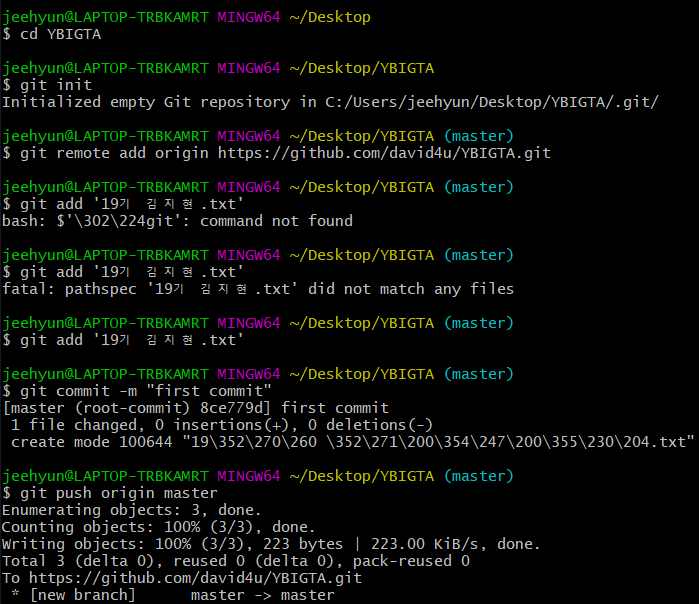 jeehyun@LAPTOP-TRBKAMRT MINGW64 ~/Desktop
$ cd YBIGTA
jeehyun@LAPTOP-TRBKAMRT MINGW64 ~/Desktop/YBIGTA
$ git init
Initialized empty Git repository in C:/Users/jeehyun/Desktop/YBIGTA/.git/
jeehyun@LAPTOP-TRBKAMRT MINGW64 ~/Desktop/YBIGTA (master)
$ git remote add origin https://github.com/david4u/YBIGTA.git
jeehyun@LAPTOP-TRBKAMRT MINGW64 ~/Desktop/YBIGTA (master)
$ git add '19기 김지현.txt'
bash: $'\302\224git': command not found
jeehyun@LAPTOP-TRBKAMRT MINGW64 ~/Desktop/YBIGTA (master)
$ git add '19기 김지현.txt'
fatal: pathspec '19기 김지현.txt' did not match any files
jeehyun@LAPTOP-TRBKAMRT MINGW64 ~/Desktop/YBIGTA (master)
$ git add '19기 김지현.txt'
jeehyun@LAPTOP-TRBKAMRT MINGW64 ~/Desktop/YBIGTA (master)
$ git commit -m "first commit"
[master (root-commit) 8ce779d] first commit
1 file changed, 0 insertions(+), 0 deletions(-)
create mode 100644 "19\352\270\260 \352\271\200\354\247\200\355\230\204.txt"
jeehyun@LAPTOP-TRBKAMRT MINGW64 ~/Desktop/YBIGTA (master)
$ git push origin master
Enumerating objects: 3, done.
Counting objects: 100% (3/3), done.
Writing objects: 100% (3/3), 223 bytes | 223.00 KiB/s, done.
Total 3 (delta 0), reused 0 (delta 0), pack-reused 0
To https://github.com/david4u/YBIGTA.git
* [new branch] master -> master